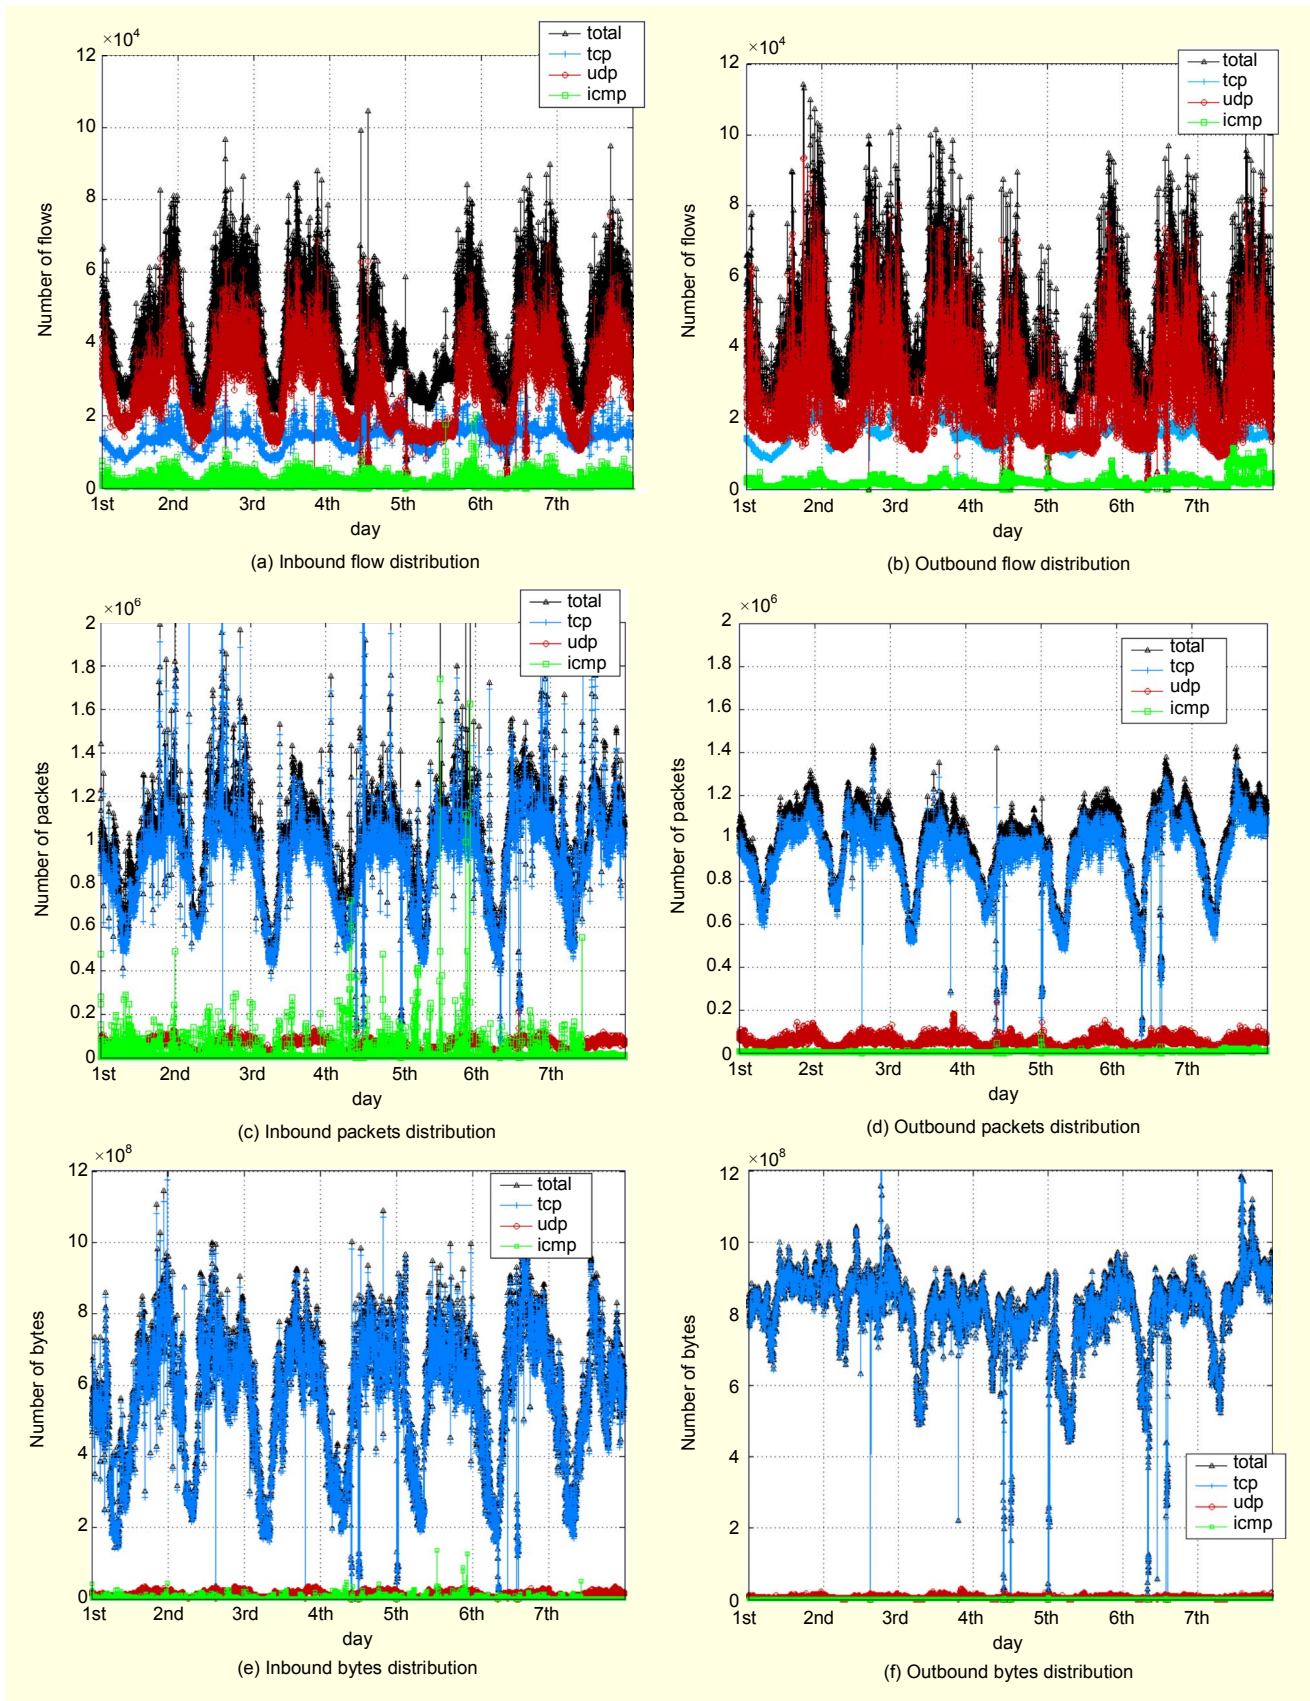 ×10⁴
12
10
8
6
4
2
0
Number of flows
total
tcp
udp
icmp
1st 2nd 3rd 4th 5th 6th 7th
day
(a) Inbound flow distribution
×10⁴
12
10
8
6
4
2
0
Number of flows
total
tcp
udp
icmp
1st 2nd 3rd 4th 5th 6th 7th
day
(b) Outbound flow distribution
×10⁶
2
1.8
1.6
1.4
1.2
1
0.8
0.6
0.4
0.2
0
Number of packets
total
tcp
udp
icmp
1st 2nd 3rd 4th 5th 6th 7th
day
(c) Inbound packets distribution
×10⁶
2
1.8
1.6
1.4
1.2
1
0.8
0.6
0.4
0.2
0
Number of packets
total
tcp
udp
icmp
1st 2st 3rd 4th 5th 6th 7th
day
(d) Outbound packets distribution
×10⁸
12
10
8
6
4
2
0
Number of bytes
total
tcp
udp
icmp
1st 2nd 3rd 4th 5th 6th 7th
day
(e) Inbound bytes distribution
×10⁸
12
10
8
6
4
2
0
Number of bytes
total
tcp
udp
icmp
1st 2nd 3rd 4th 5th 6th 7th
day
(f) Outbound bytes distribution